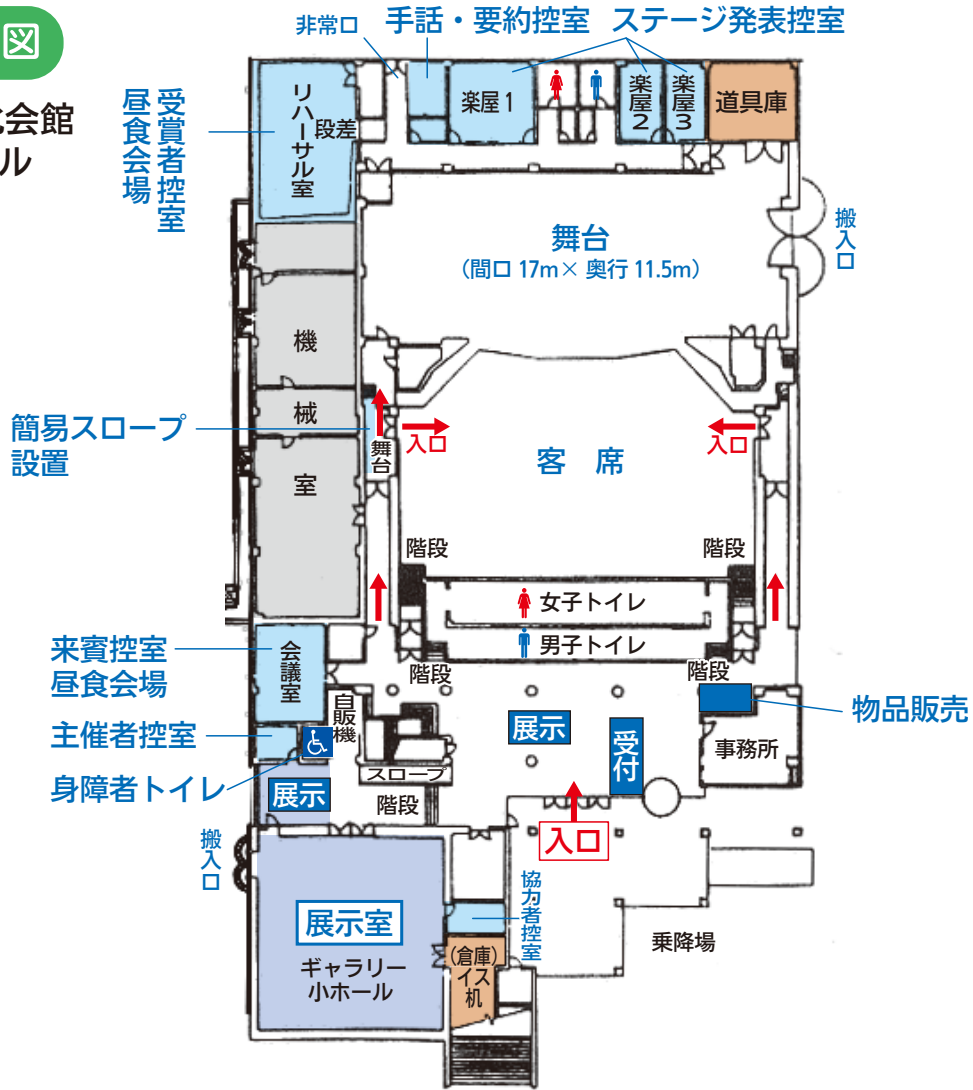 図
会館
ル
非常口
手話・要約控室
ステージ発表控室
受賞者控室
昼食会場
リハーサル室
段差
楽屋1
楽屋2
楽屋3
道具庫
搬入口
舞台
(間口 17m× 奥行 11.5m)
機
械
室
簡易スロープ
設置
舞台
入口
入口
客 席
階段
階段
女子トイレ
男子トイレ
階段
階段
来賓控室
昼食会場
会議室
自販機
主催者控室
身障者トイレ
スロープ
展示
階段
展示
受付
物品販売
事務所
入口
搬入口
展示室
ギャラリー
小ホール
協力者控室
(倉庫)
イス
机
乗降場